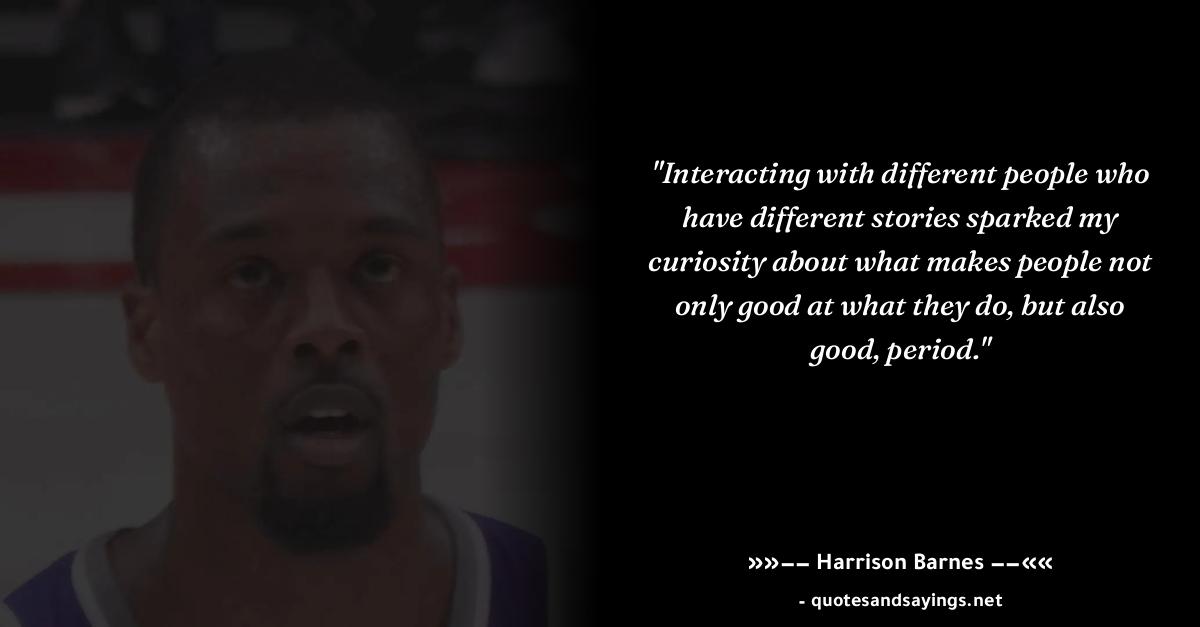 "Interacting with different people who
have different stories sparked my
curiosity about what makes people not
only good at what they do, but also
good, period."
»»–– Harrison Barnes ––««
- quotesandsayings.net